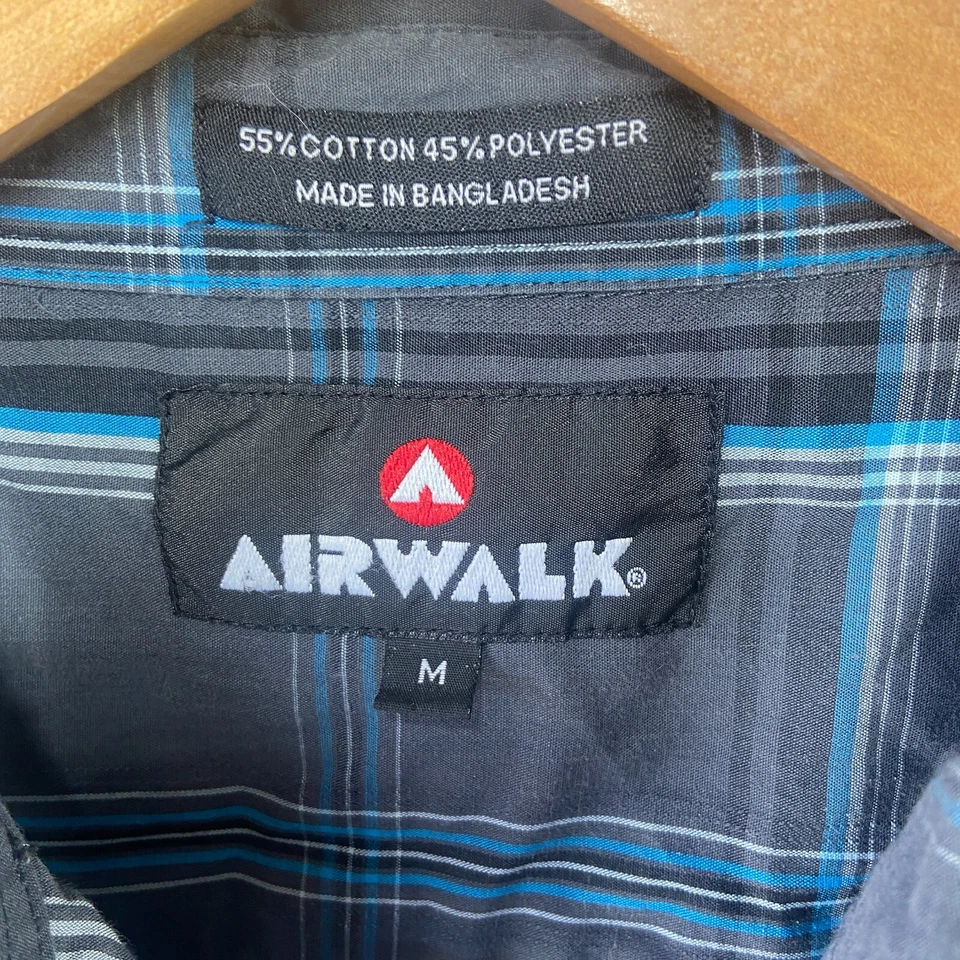 55% COTTON 45% POLYESTER
MADE IN BANGLADESH
AIRWALK®
M